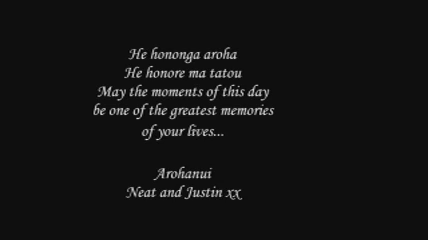 He hononga aroha
He honore ma tatou
May the moments of this day
be one of the greatest memories
of your lives...
Arohanui
Neat and Justin xx